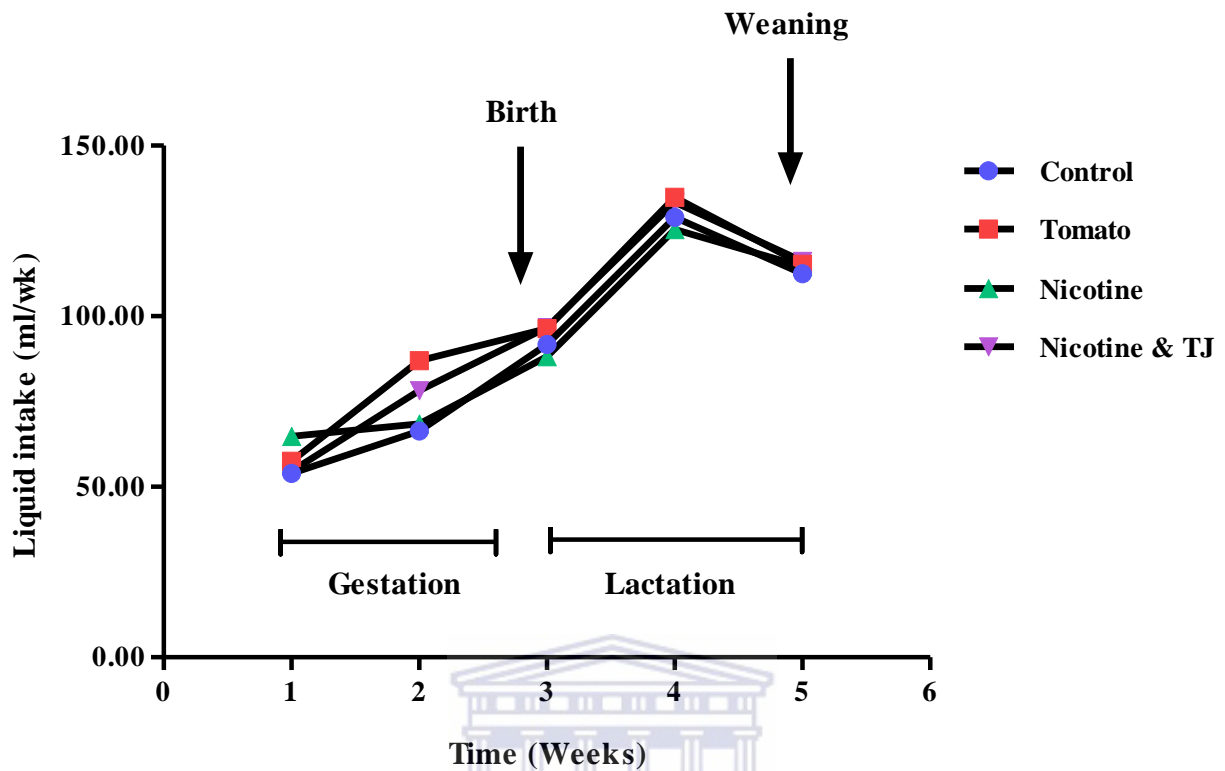 Weaning
Birth
150.00
100.00
50.00
0.00
Liquid intake (ml/wk)
Control
Tomato
Nicotine
Nicotine & TJ
Gestation
Lactation
0 1 2 3 4 5 6
Time (Weeks)